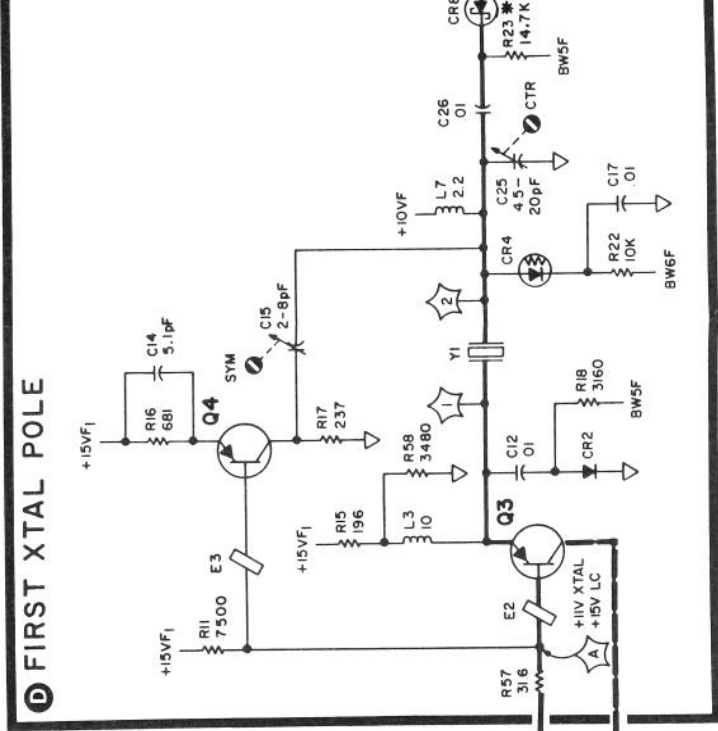 D FIRST XTAL POLE
+15VF1
C14
5.1pF
R16
681
Q4
SYM
C15
2-8pF
R17
237
+10VF
L7
2.2
C26
.01
CR8
R23 *
14.7K
BW5F
CTR
C25
4.5-
20pF
CR4
C17
.01
R22
10K
BW6F
2
Y1
1
R18
3160
BW5F
C12
.01
CR2
R58
3480
+15VF1
R15
196
L3
10
Q3
E3
+15VF1
R11
7500
E2
+11V XTAL
+15V LC
A
R57
31.6